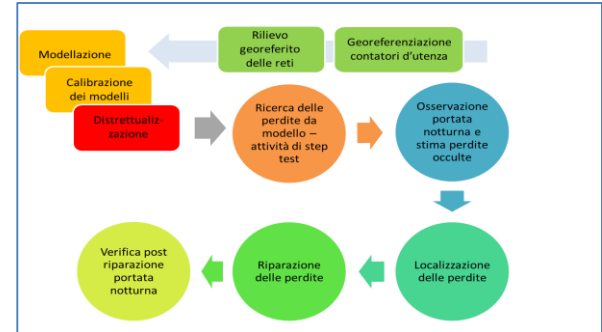 Rilievo
georeferito
delle reti
Georeferenziazione
contatori d'utenza
Modellazione
Calibrazione
dei modelli
Distrettualiz-
zazione
Ricerca delle
perdite da
modello –
attività di step
test
Osservazione
portata
notturna e
stima perdite
occulte
Localizzazione
delle perdite
Riparazione
delle perdite
Verifica post
riparazione
portata
notturna